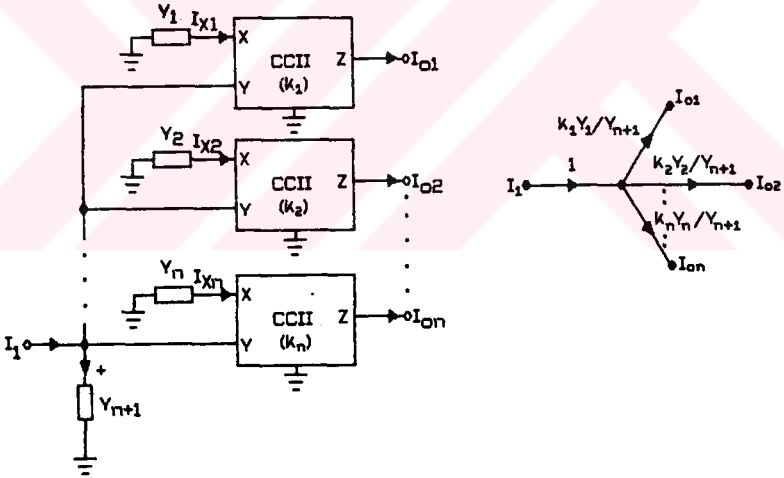 Y1 IX1
X
CCII
(k1)
Z
Io1
Y
Y2 IX2
X
CCII
(k2)
Z
Io2
Y
Yn IXn
X
CCII
(kn)
Z
Ion
I1
Y
+
Yn+1
Io1
k1Y1/Yn+1
I1
1
k2Y2/Yn+1
Io2
knYn/Yn+1
Ion